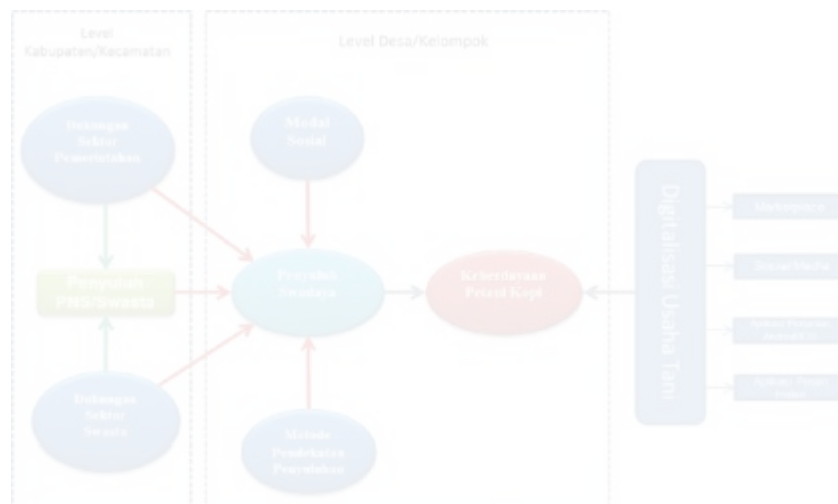 Level
Kabupaten/Kecamatan
Level Desa/Kelompok
Dukungan
Sektor
Pemerintahan
Modal
Sosial
Penyuluh
PNS/Swasta
Penyuluh
Swadaya
Keberdayaan
Petani Kopi
Dukungan
Sektor
Swasta
Metode
Pendekatan
Penyuluhan
Digitalisasi Usaha Tani
Marketplace
Sosial Media